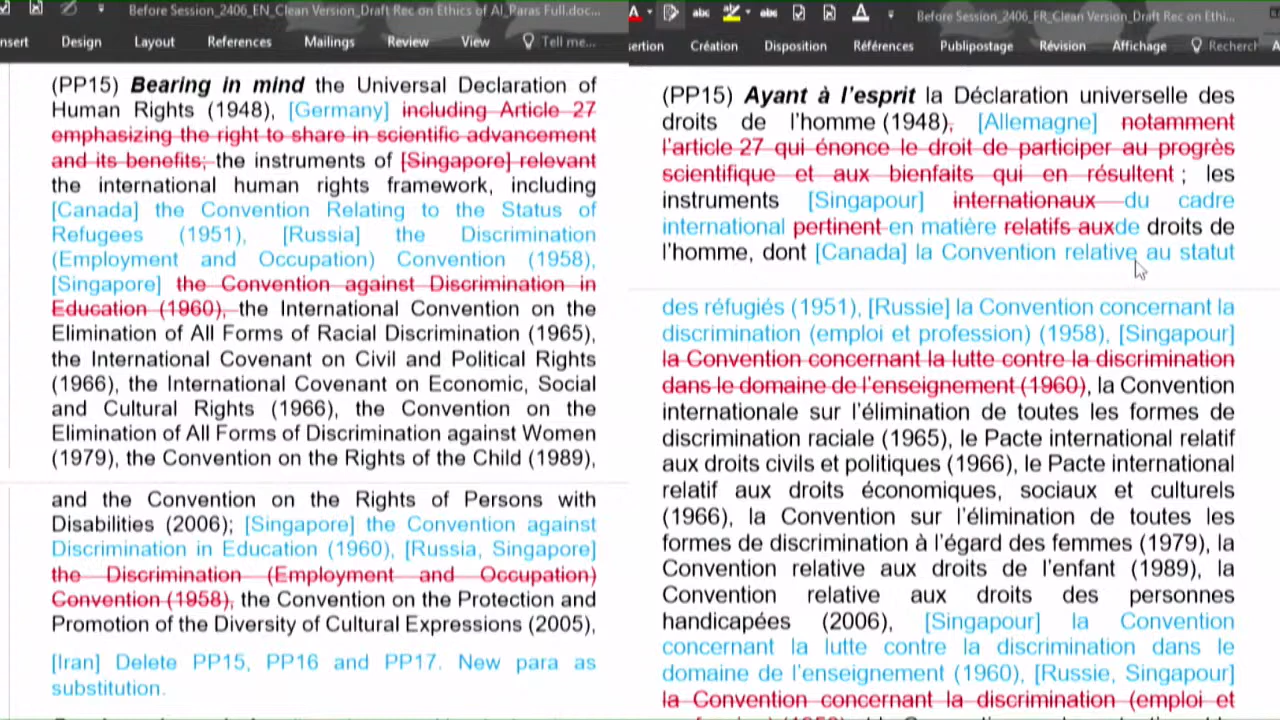 Before Session_2406_EN_Clean Version_Draft Rec on Ethics of AI_Paras Full.doc...
nsert Design Layout References Mailings Review View Tell me...
(PP15) Bearing in mind the Universal Declaration of
Human Rights (1948), [Germany] including Article 27
emphasizing the right to share in scientific advancement
and its benefits; the instruments of [Singapore] relevant
the international human rights framework, including
[Canada] the Convention Relating to the Status of
Refugees (1951), [Russia] the Discrimination
(Employment and Occupation) Convention (1958),
[Singapore] the Convention against Discrimination in
Education (1960), the International Convention on the
Elimination of All Forms of Racial Discrimination (1965),
the International Covenant on Civil and Political Rights
(1966), the International Covenant on Economic, Social
and Cultural Rights (1966), the Convention on the
Elimination of All Forms of Discrimination against Women
(1979), the Convention on the Rights of the Child (1989),
and the Convention on the Rights of Persons with
Disabilities (2006); [Singapore] the Convention against
Discrimination in Education (1960), [Russia, Singapore]
the Discrimination (Employment and Occupation)
Convention (1958), the Convention on the Protection and
Promotion of the Diversity of Cultural Expressions (2005),
[Iran] Delete PP15, PP16 and PP17. New para as
substitution.
Before Session_2406_FR_Clean Version_Draft Rec on Ethi...
sertion Création Disposition Références Publipostage Révision Affichage Recherch
(PP15) Ayant à l’esprit la Déclaration universelle des
droits de l’homme (1948), [Allemagne] notamment
l’article 27 qui énonce le droit de participer au progrès
scientifique et aux bienfaits qui en résultent ; les
instruments [Singapour] internationaux du cadre
international pertinent en matière relatifs auxde droits de
l’homme, dont [Canada] la Convention relative au statut
des réfugiés (1951), [Russie] la Convention concernant la
discrimination (emploi et profession) (1958), [Singapour]
la Convention concernant la lutte contre la discrimination
dans le domaine de l’enseignement (1960), la Convention
internationale sur l’élimination de toutes les formes de
discrimination raciale (1965), le Pacte international relatif
aux droits civils et politiques (1966), le Pacte international
relatif aux droits économiques, sociaux et culturels
(1966), la Convention sur l’élimination de toutes les
formes de discrimination à l’égard des femmes (1979), la
Convention relative aux droits de l’enfant (1989), la
Convention relative aux droits des personnes
handicapées (2006), [Singapour] la Convention
concernant la lutte contre la discrimination dans le
domaine de l’enseignement (1960), [Russie, Singapour]
la Convention concernant la discrimination (emploi et